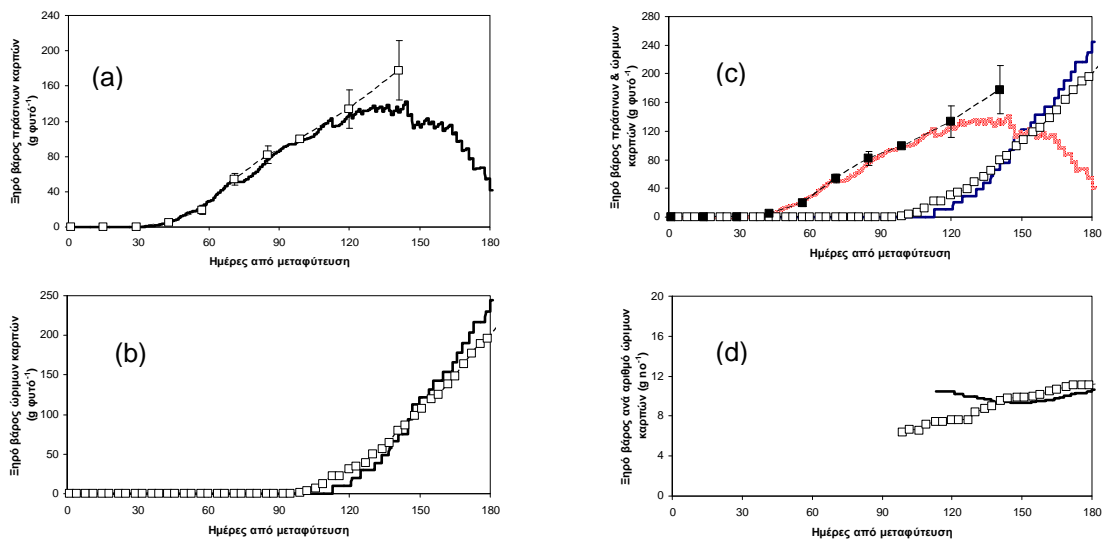 (a)
Ξηρό βάρος πράσινων καρπών
(g φυτό⁻¹)
240
200
160
120
80
40
0
0 30 60 90 120 150 180
Ημέρες από μεταφύτευση
(c)
Ξηρό βάρος πράσινων & ώριμων
καρπών (g φυτό⁻¹)
280
240
200
160
120
80
40
0
0 30 60 90 120 150 180
Ημέρες από μεταφύτευση
(b)
Ξηρό βάρος ώριμων καρπών
(g φυτό⁻¹)
250
200
150
100
50
0
0 30 60 90 120 150 180
Ημέρες από μεταφύτευση
(d)
Ξηρό βάρος ανά αριθμό ώριμων
καρπών (g no⁻¹)
20
16
12
8
4
0
0 30 60 90 120 150 180
Ημέρες από μεταφύτευση